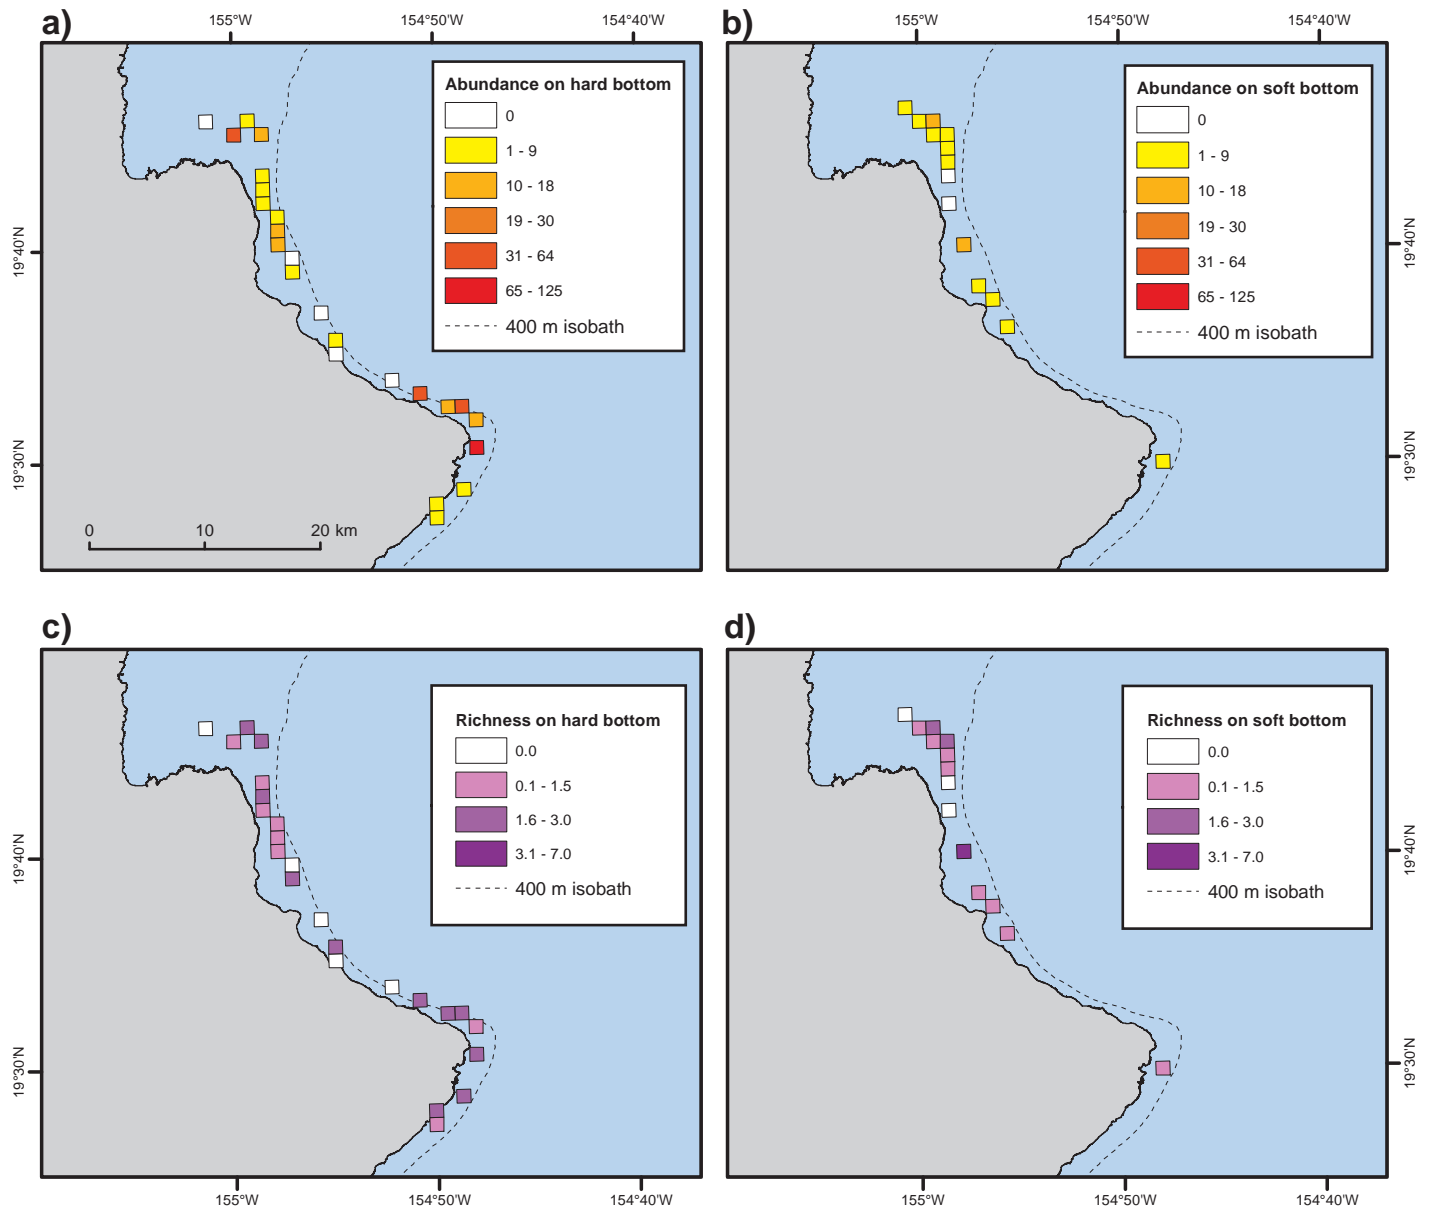 a)
155°W
154°50'W
154°40'W
Abundance on hard bottom
0
1 - 9
10 - 18
19 - 30
31 - 64
65 - 125
400 m isobath
19°40'N
19°30'N
0 10 20 km
b)
155°W
154°50'W
154°40'W
Abundance on soft bottom
0
1 - 9
10 - 18
19 - 30
31 - 64
65 - 125
400 m isobath
19°40'N
19°30'N
c)
Richness on hard bottom
0.0
0.1 - 1.5
1.6 - 3.0
3.1 - 7.0
400 m isobath
19°40'N
19°30'N
155°W
154°50'W
154°40'W
d)
Richness on soft bottom
0.0
0.1 - 1.5
1.6 - 3.0
3.1 - 7.0
400 m isobath
19°40'N
19°30'N
155°W
154°50'W
154°40'W